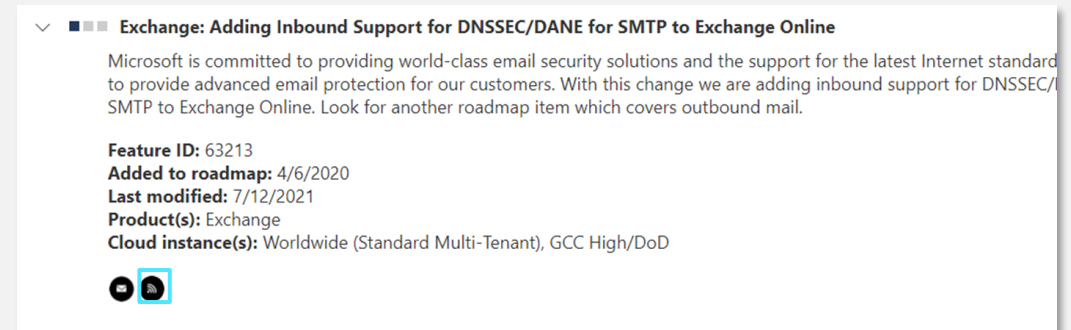 Exchange: Adding Inbound Support for DNSSEC/DANE for SMTP to Exchange Online
Microsoft is committed to providing world-class email security solutions and the support for the latest Internet standard
to provide advanced email protection for our customers. With this change we are adding inbound support for DNSSEC/
SMTP to Exchange Online. Look for another roadmap item which covers outbound mail.
Feature ID: 63213
Added to roadmap: 4/6/2020
Last modified: 7/12/2021
Product(s): Exchange
Cloud instance(s): Worldwide (Standard Multi-Tenant), GCC High/DoD